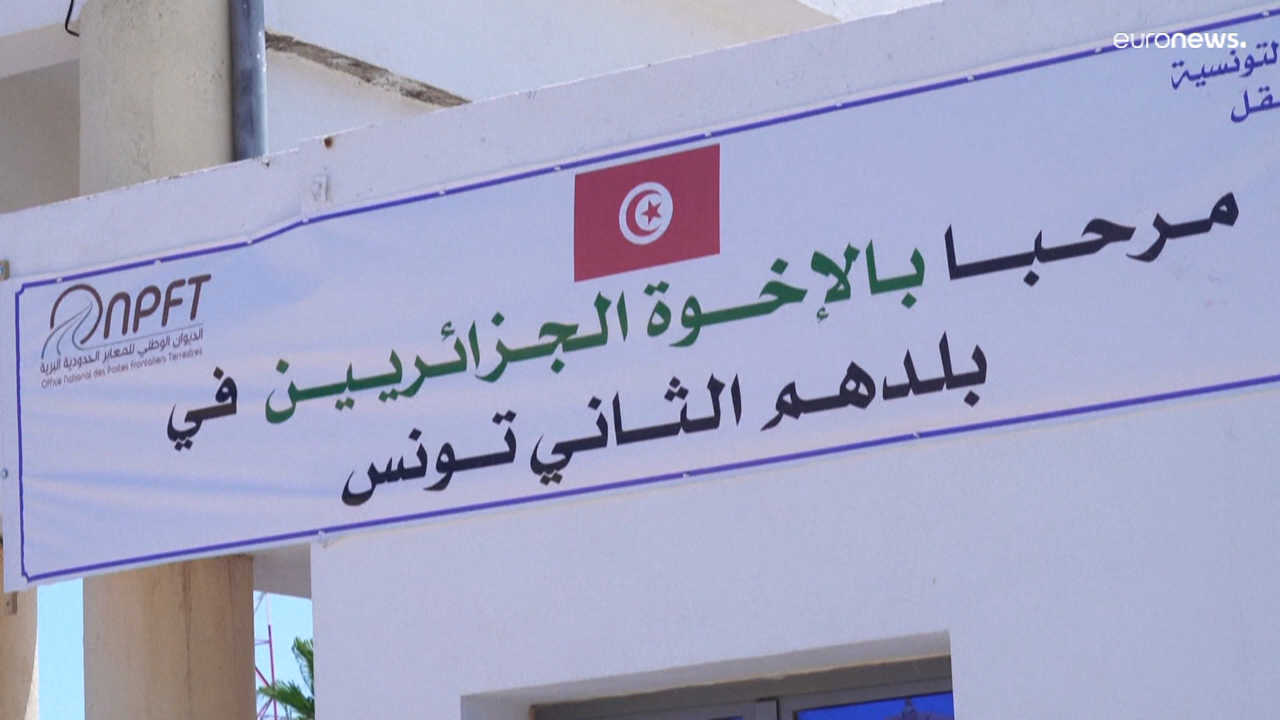 euronews.
التونسية
مرحبا بالإخوة الجزائريين في
بلدهم الثاني تونس
ONPFT
الديوان الوطني للمعابر الحدودية البرية
Office National des Postes Frontaliers Terrestres